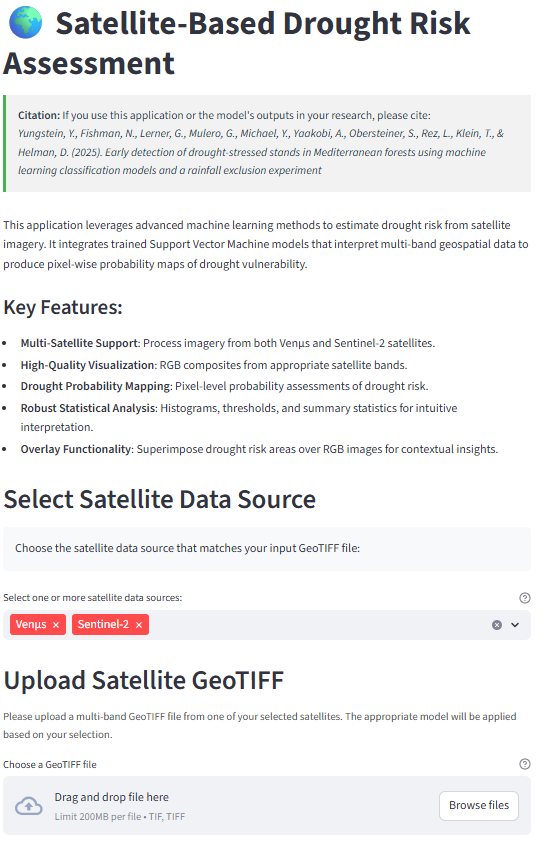 Satellite-Based Drought Risk
Assessment
Citation: If you use this application or the model's outputs in your research, please cite:
Yungstein, Y., Fishman, N., Lerner, G., Mulero, G., Michael, Y., Yaakobi, A., Obersteiner, S., Rez, L., Klein, T., &
Helman, D. (2025). Early detection of drought-stressed stands in Mediterranean forests using machine
learning classification models and a rainfall exclusion experiment
This application leverages advanced machine learning methods to estimate drought risk from satellite
imagery. It integrates trained Support Vector Machine models that interpret multi-band geospatial data to
produce pixel-wise probability maps of drought vulnerability.
Key Features:
• Multi-Satellite Support: Process imagery from both Venµs and Sentinel-2 satellites.
• High-Quality Visualization: RGB composites from appropriate satellite bands.
• Drought Probability Mapping: Pixel-level probability assessments of drought risk.
• Robust Statistical Analysis: Histograms, thresholds, and summary statistics for intuitive
interpretation.
• Overlay Functionality: Superimpose drought risk areas over RGB images for contextual insights.
Select Satellite Data Source
Choose the satellite data source that matches your input GeoTIFF file:
Select one or more satellite data sources:
Venµs × Sentinel-2 ×
Upload Satellite GeoTIFF
Please upload a multi-band GeoTIFF file from one of your selected satellites. The appropriate model will be applied
based on your selection.
Choose a GeoTIFF file
Drag and drop file here
Limit 200MB per file • TIF, TIFF
Browse files